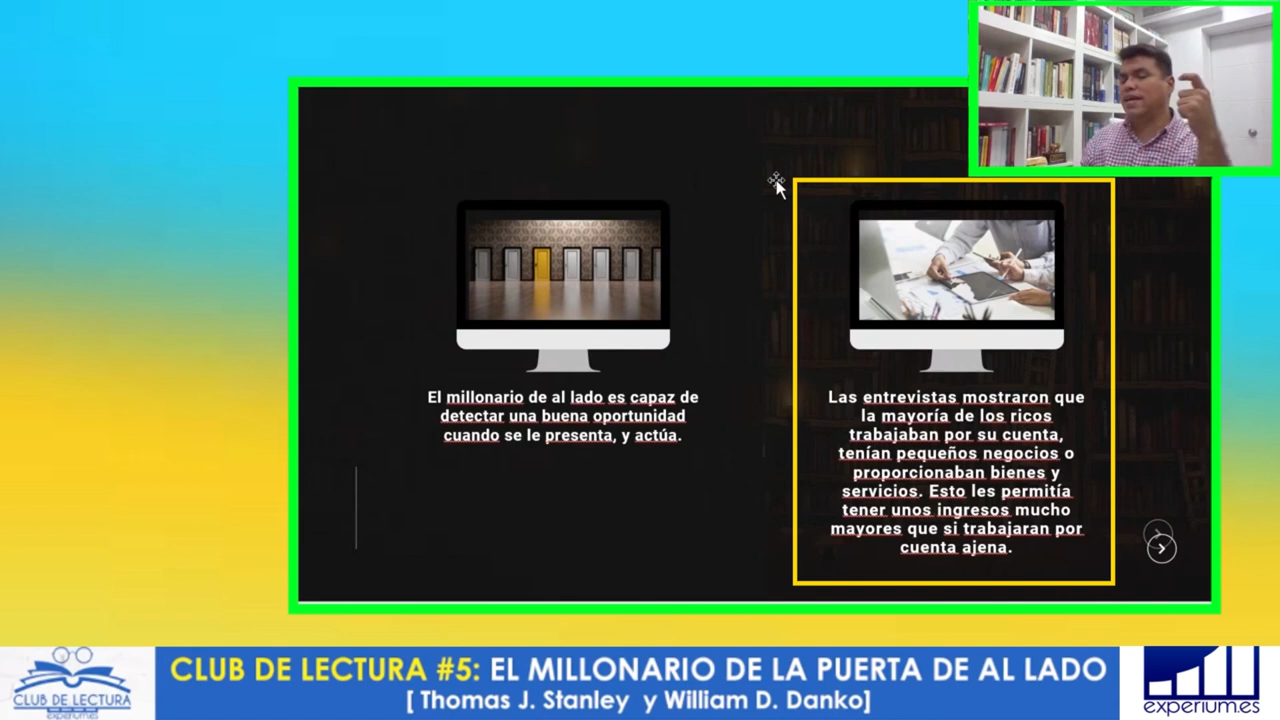 El millonario de al lado es capaz de
detectar una buena oportunidad
cuando se le presenta, y actúa.
Las entrevistas mostraron que
la mayoría de los ricos
trabajaban por su cuenta,
tenían pequeños negocios o
proporcionaban bienes y
servicios. Esto les permitía
tener unos ingresos mucho
mayores que si trabajaran por
cuenta ajena.
CLUB DE LECTURA
experium.es
CLUB DE LECTURA #5: EL MILLONARIO DE LA PUERTA DE AL LADO
[ Thomas J. Stanley y William D. Danko]
experium.es